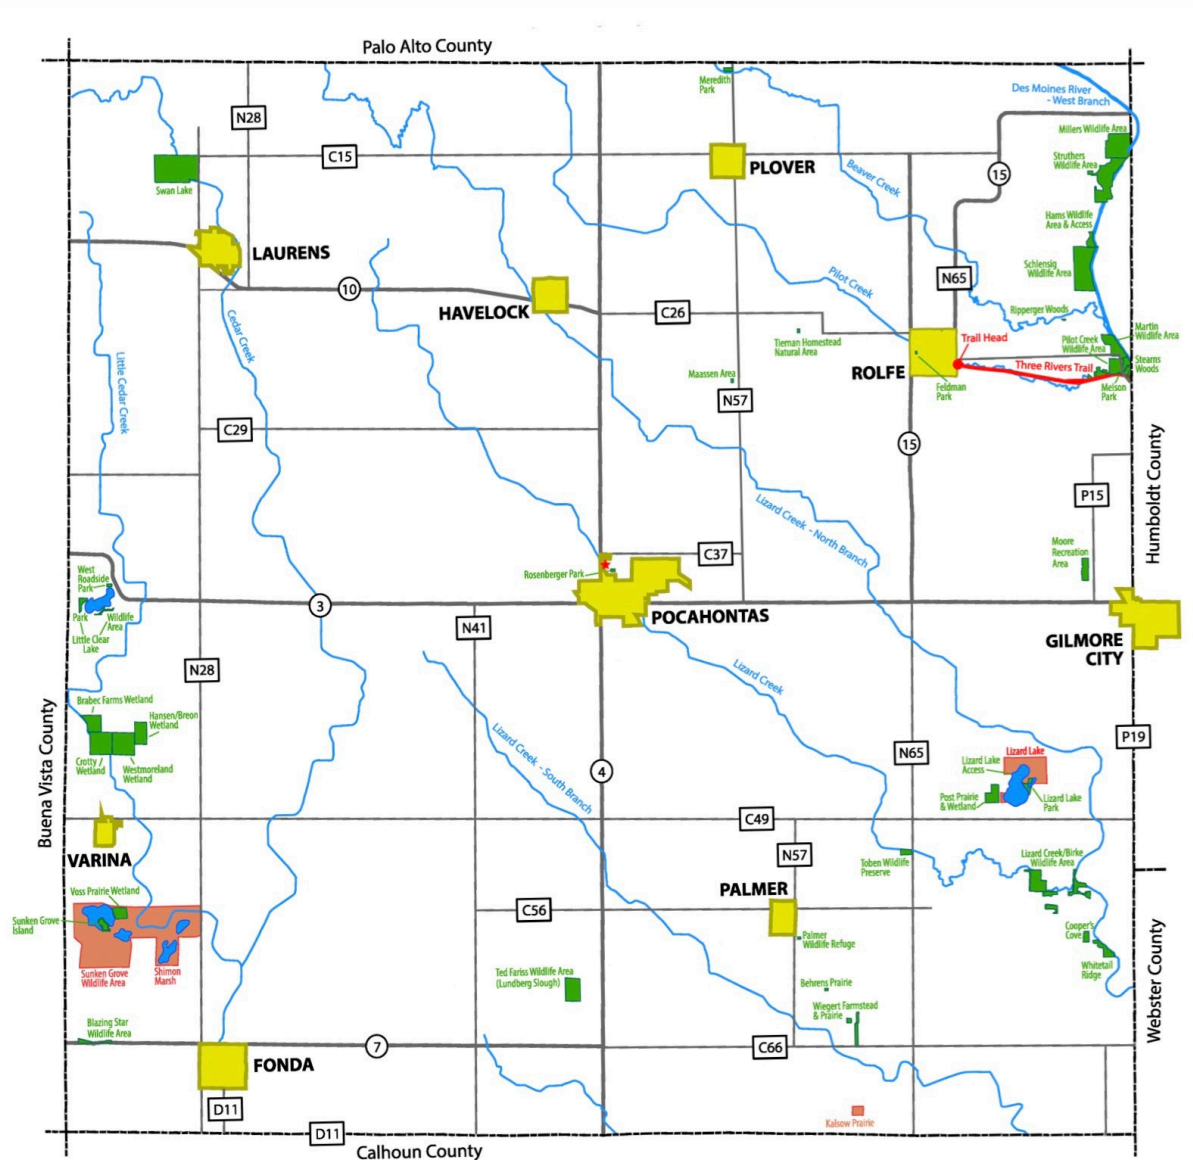 Palo Alto County
Meredith
Park
Des Moines River
- West Branch
N28
Millers Wildlife Area
C15
PLOVER
Struthers
Wildlife Area
15
Beaver Creek
Swan Lake
Hams Wildlife
Area & Access
LAURENS
Schlensig
Wildlife Area
N65
Pilot Creek
10
HAVELOCK
C26
Ripperger Woods
Cedar Creek
Tiernan Homestead
Natural Area
Trail Head
Pilot Creek
Wildlife Area
Martin
Wildlife Area
Little Cedar Creek
Maassen Area
ROLFE
Three Rivers Trail
Stearns
Woods
Feldman
Park
Meison
Park
N57
C29
15
Humboldt County
P15
Lizard Creek - North Branch
Moore
Recreation
Area
C37
West
Roadside
Park
Rosenberger Park
3
POCAHONTAS
Park
Wildlife
Area
Little Clear
Lake
N41
GILMORE
CITY
N28
Lizard Creek
Brabec Farms Wetland
Hansen/Breon
Wetland
Buena Vista County
Crotty
Wetland
Westmoreland
Wetland
Lizard Creek - South Branch
4
N65
P19
Lizard Lake
Lizard Lake
Access
Post Prairie
& Wetland
Lizard Lake
Park
C49
VARINA
N57
Toben Wildlife
Preserve
Lizard Creek/Birke
Wildlife Area
Voss Prairie Wetland
PALMER
Sunken Grove
Island
C56
Cooper's
Cove
Palmer
Wildlife Refuge
Sunken Grove
Wildlife Area
Shimon
Marsh
Ted Fariss Wildlife Area
(Lundberg Slough)
Whitetail
Ridge
Behrens Prairie
Wiegert Farmstead
& Prairie
Webster County
Blazing Star
Wildlife Area
7
C66
FONDA
D11
Kalsow Prairie
D11
Calhoun County